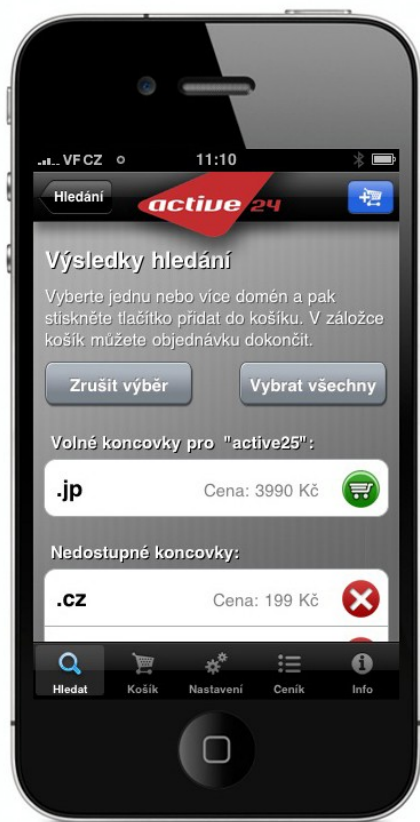 VF CZ 11:10
Hledání
active 24
Výsledky hledání
Vyberte jednu nebo více domén a pak
stiskněte tlačítko přidat do košíku. V záložce
košík můžete objednávku dokončit.
Zrušit výběr Vybrat všechny
Volné koncovky pro "active25":
.jp Cena: 3990 Kč
Nedostupné koncovky:
.cz Cena: 199 Kč
Hledat Košík Nastavení Ceník Info